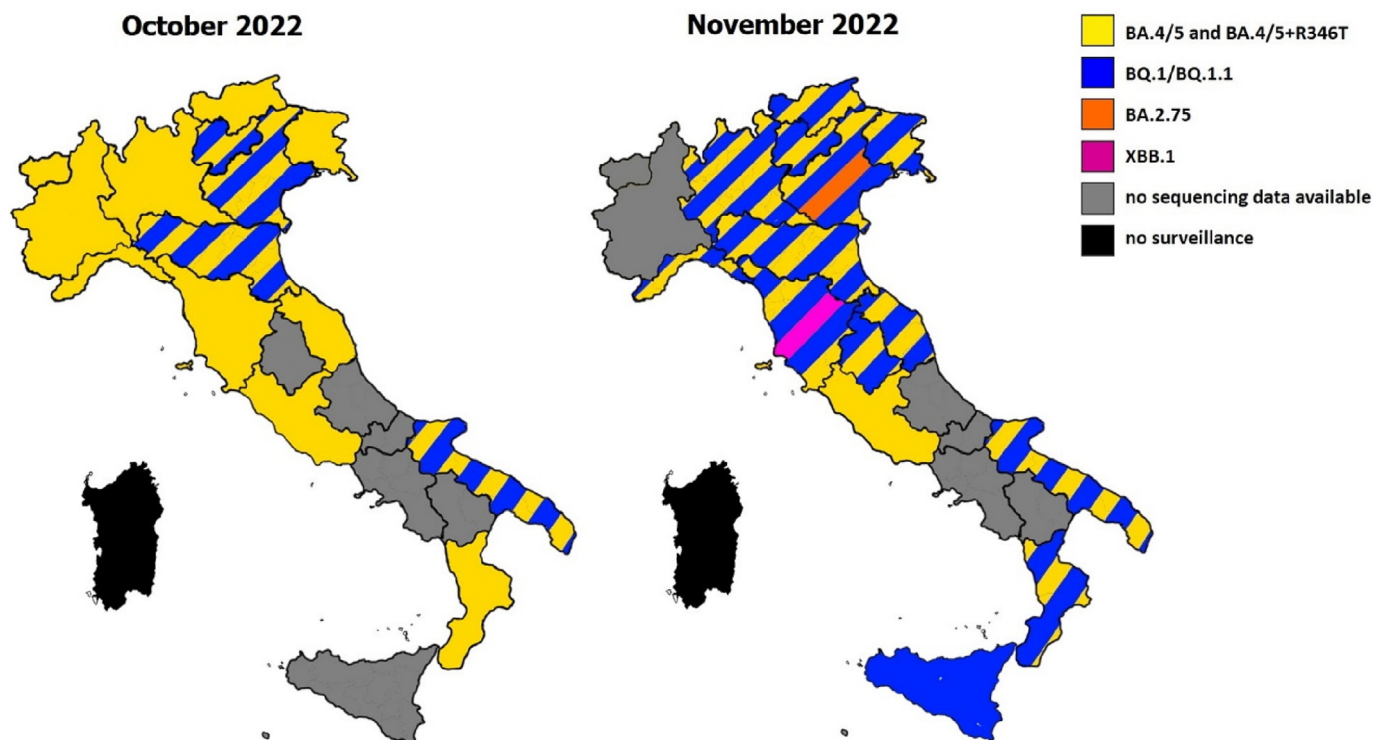 October 2022
November 2022
BA.4/5 and BA.4/5+R346T
BQ.1/BQ.1.1
BA.2.75
XBB.1
no sequencing data available
no surveillance